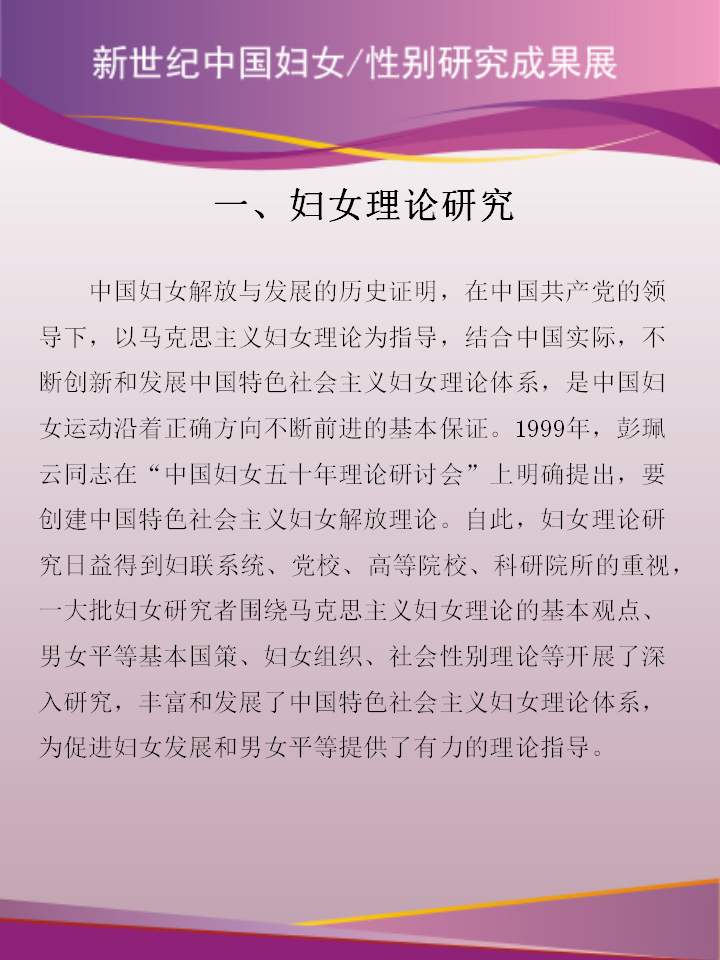 新世纪中国妇女/性别研究成果展
一、妇女理论研究
中国妇女解放与发展的历史证明，在中国共产党的领
导下，以马克思主义妇女理论为指导，结合中国实际，不
断创新和发展中国特色社会主义妇女理论体系，是中国妇
女运动沿着正确方向不断前进的基本保证。1999年，彭珮
云同志在“中国妇女五十年理论研讨会”上明确提出，要
创建中国特色社会主义妇女解放理论。自此，妇女理论研
究日益得到妇联系统、党校、高等院校、科研院所的重视，
一大批妇女研究者围绕马克思主义妇女理论的基本观点、
男女平等基本国策、妇女组织、社会性别理论等开展了深
入研究，丰富和发展了中国特色社会主义妇女理论体系，
为促进妇女发展和男女平等提供了有力的理论指导。